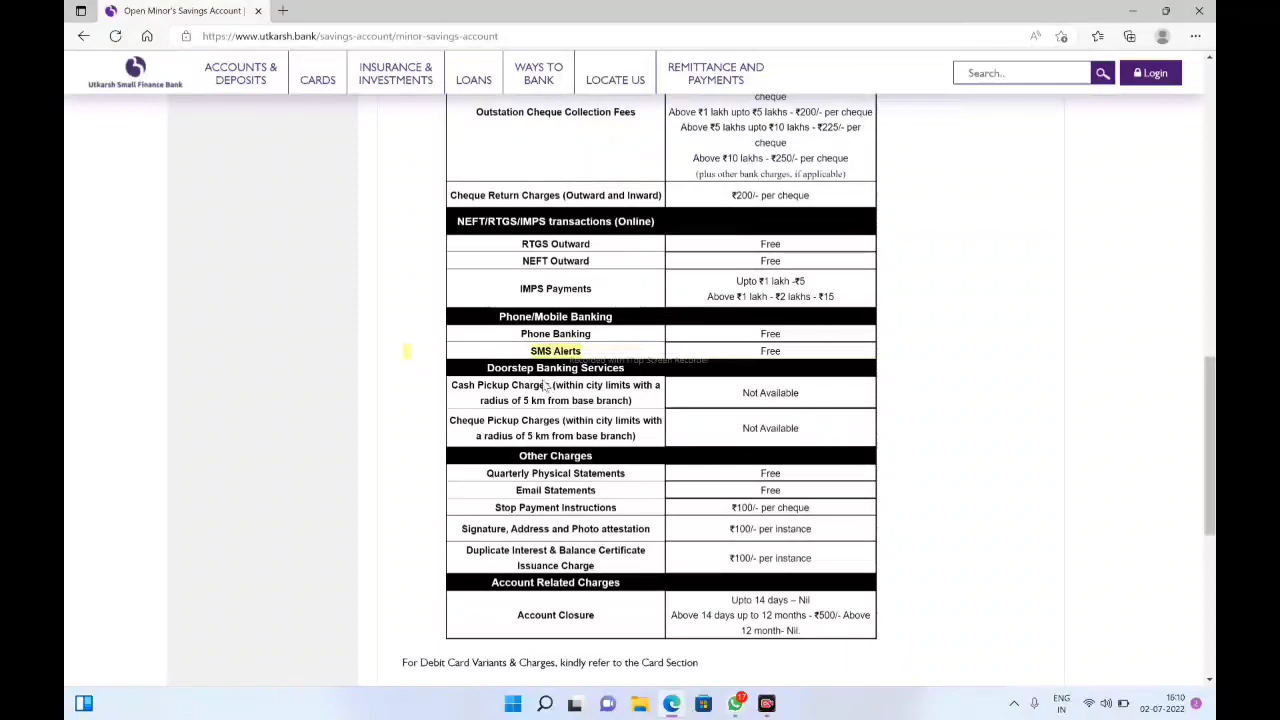 Open Minor's Savings Account
https://www.utkarsh.bank/savings-account/minor-savings-account
Utkarsh Small Finance Bank
ACCOUNTS &
DEPOSITS
CARDS
INSURANCE &
INVESTMENTS
LOANS
WAYS TO
BANK
LOCATE US
REMITTANCE AND
PAYMENTS
Search..
Login
cheque
Outstation Cheque Collection Fees
Above ₹1 lakh upto ₹5 lakhs - ₹200/- per cheque
Above ₹5 lakhs upto ₹10 lakhs - ₹225/- per
cheque
Above ₹10 lakhs - ₹250/- per cheque
(plus other bank charges, if applicable)
Cheque Return Charges (Outward and Inward)
₹200/- per cheque
NEFT/RTGS/IMPS transactions (Online)
RTGS Outward
Free
NEFT Outward
Free
IMPS Payments
Upto ₹1 lakh -₹5
Above ₹1 lakh - ₹2 lakhs - ₹15
Phone/Mobile Banking
Phone Banking
Free
SMS Alerts
Free
Recorded with iTop Screen Recorder
Doorstep Banking Services
Cash Pickup Charges (within city limits with a
radius of 5 km from base branch)
Not Available
Cheque Pickup Charges (within city limits with
a radius of 5 km from base branch)
Not Available
Other Charges
Quarterly Physical Statements
Free
Email Statements
Free
Stop Payment Instructions
₹100/- per cheque
Signature, Address and Photo attestation
₹100/- per instance
Duplicate Interest & Balance Certificate
Issuance Charge
₹100/- per instance
Account Related Charges
Account Closure
Upto 14 days – Nil
Above 14 days up to 12 months - ₹500/- Above
12 month- Nil.
For Debit Card Variants & Charges, kindly refer to the Card Section
17
ENG
IN
16:10
02-07-2022